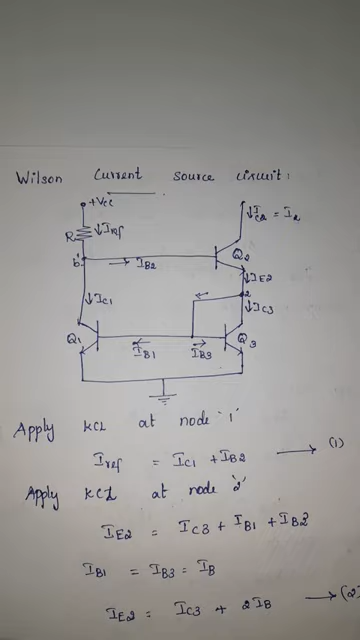 Wilson Current source circuit:
+Vcc
↓Iref
R
b'
→ IB2
↓IC2 = I2
Q2
↓IE2
2
↓IC1
↓IC3
Q1
IB1
IB3
Q3
Apply KCL at node '1'
Iref = IC1 + IB2 → (1)
Apply KCL at node '2'
IE2 = IC3 + IB1 + IB2
IB1 = IB3 = IB
IE2 = IC3 + 2IB → (2)